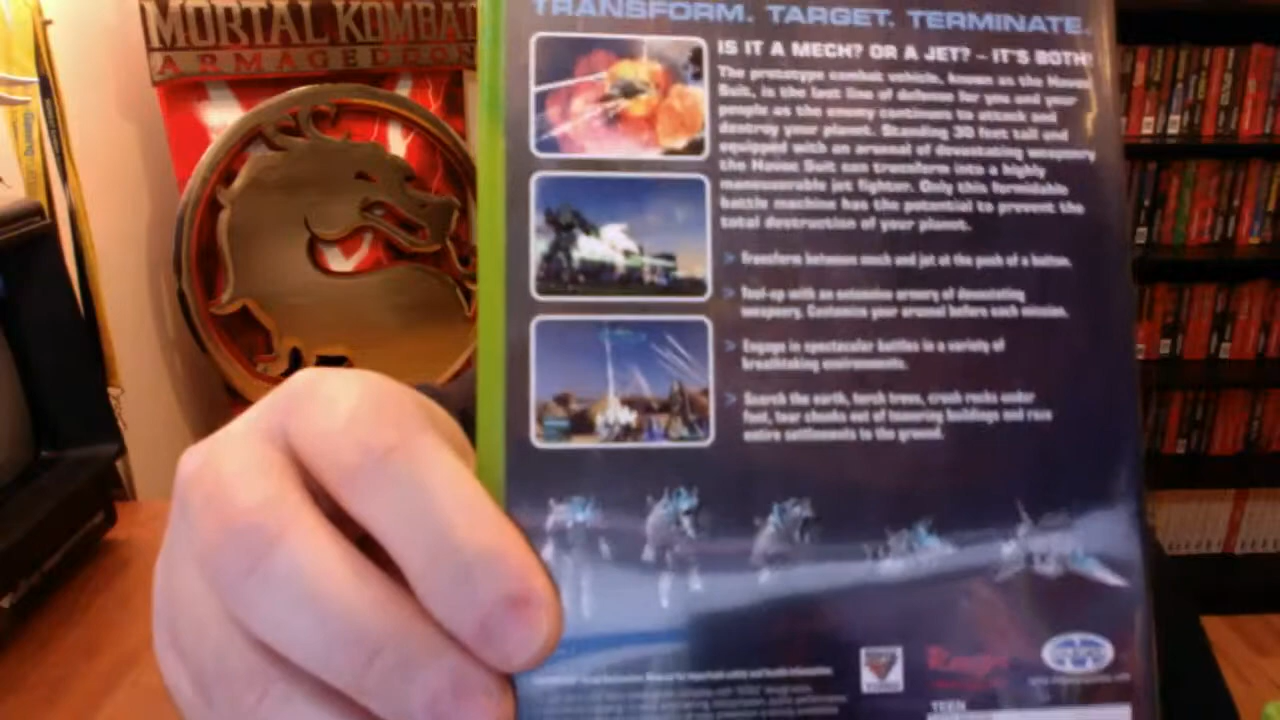 MORTAL KOMBAT
ARMAGEDDON
TRANSFORM. TARGET. TERMINATE.
IS IT A MECH? OR A JET? – IT'S BOTH!
The prototype combat vehicle, known as the Havoc
Suit, is the last line of defense for you and your
people as the enemy continues to attack and
destroy your planet. Standing 30 feet tall and
equipped with an arsenal of devastating weaponry
the Havoc Suit can transform into a highly
maneuverable jet fighter. Only this formidable
battle machine has the potential to prevent the
total destruction of your planet.
> Transform between mech and jet at the push of a button.
> Tool-up with an extensive armory of devastating
weaponry. Customize your arsenal before each mission.
> Engage in spectacular battles in a variety of
breathtaking environments.
> Scorch the earth, torch trees, crush rocks under
feet, tear chunks out of towering buildings and raze
entire settlements to the ground.
TEEN